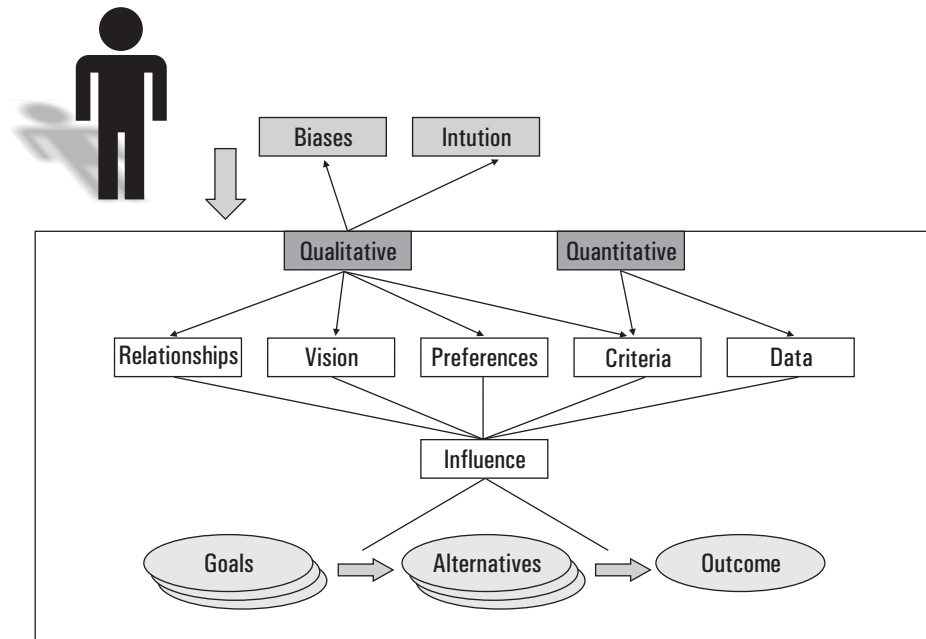 Biases
Intution
Qualitative
Quantitative
Relationships
Vision
Preferences
Criteria
Data
Influence
Goals
Alternatives
Outcome